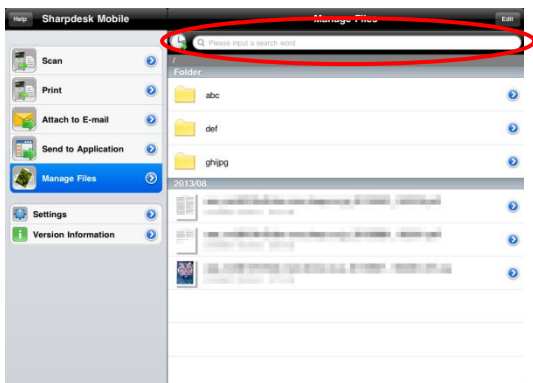 Help
Sharpdesk Mobile
Scan
Print
Attach to E-mail
Send to Application
Manage Files
Settings
Version Information
Manage Files
Edit
Please input a search word
/
Folder
abc
def
ghijpg
2013/08